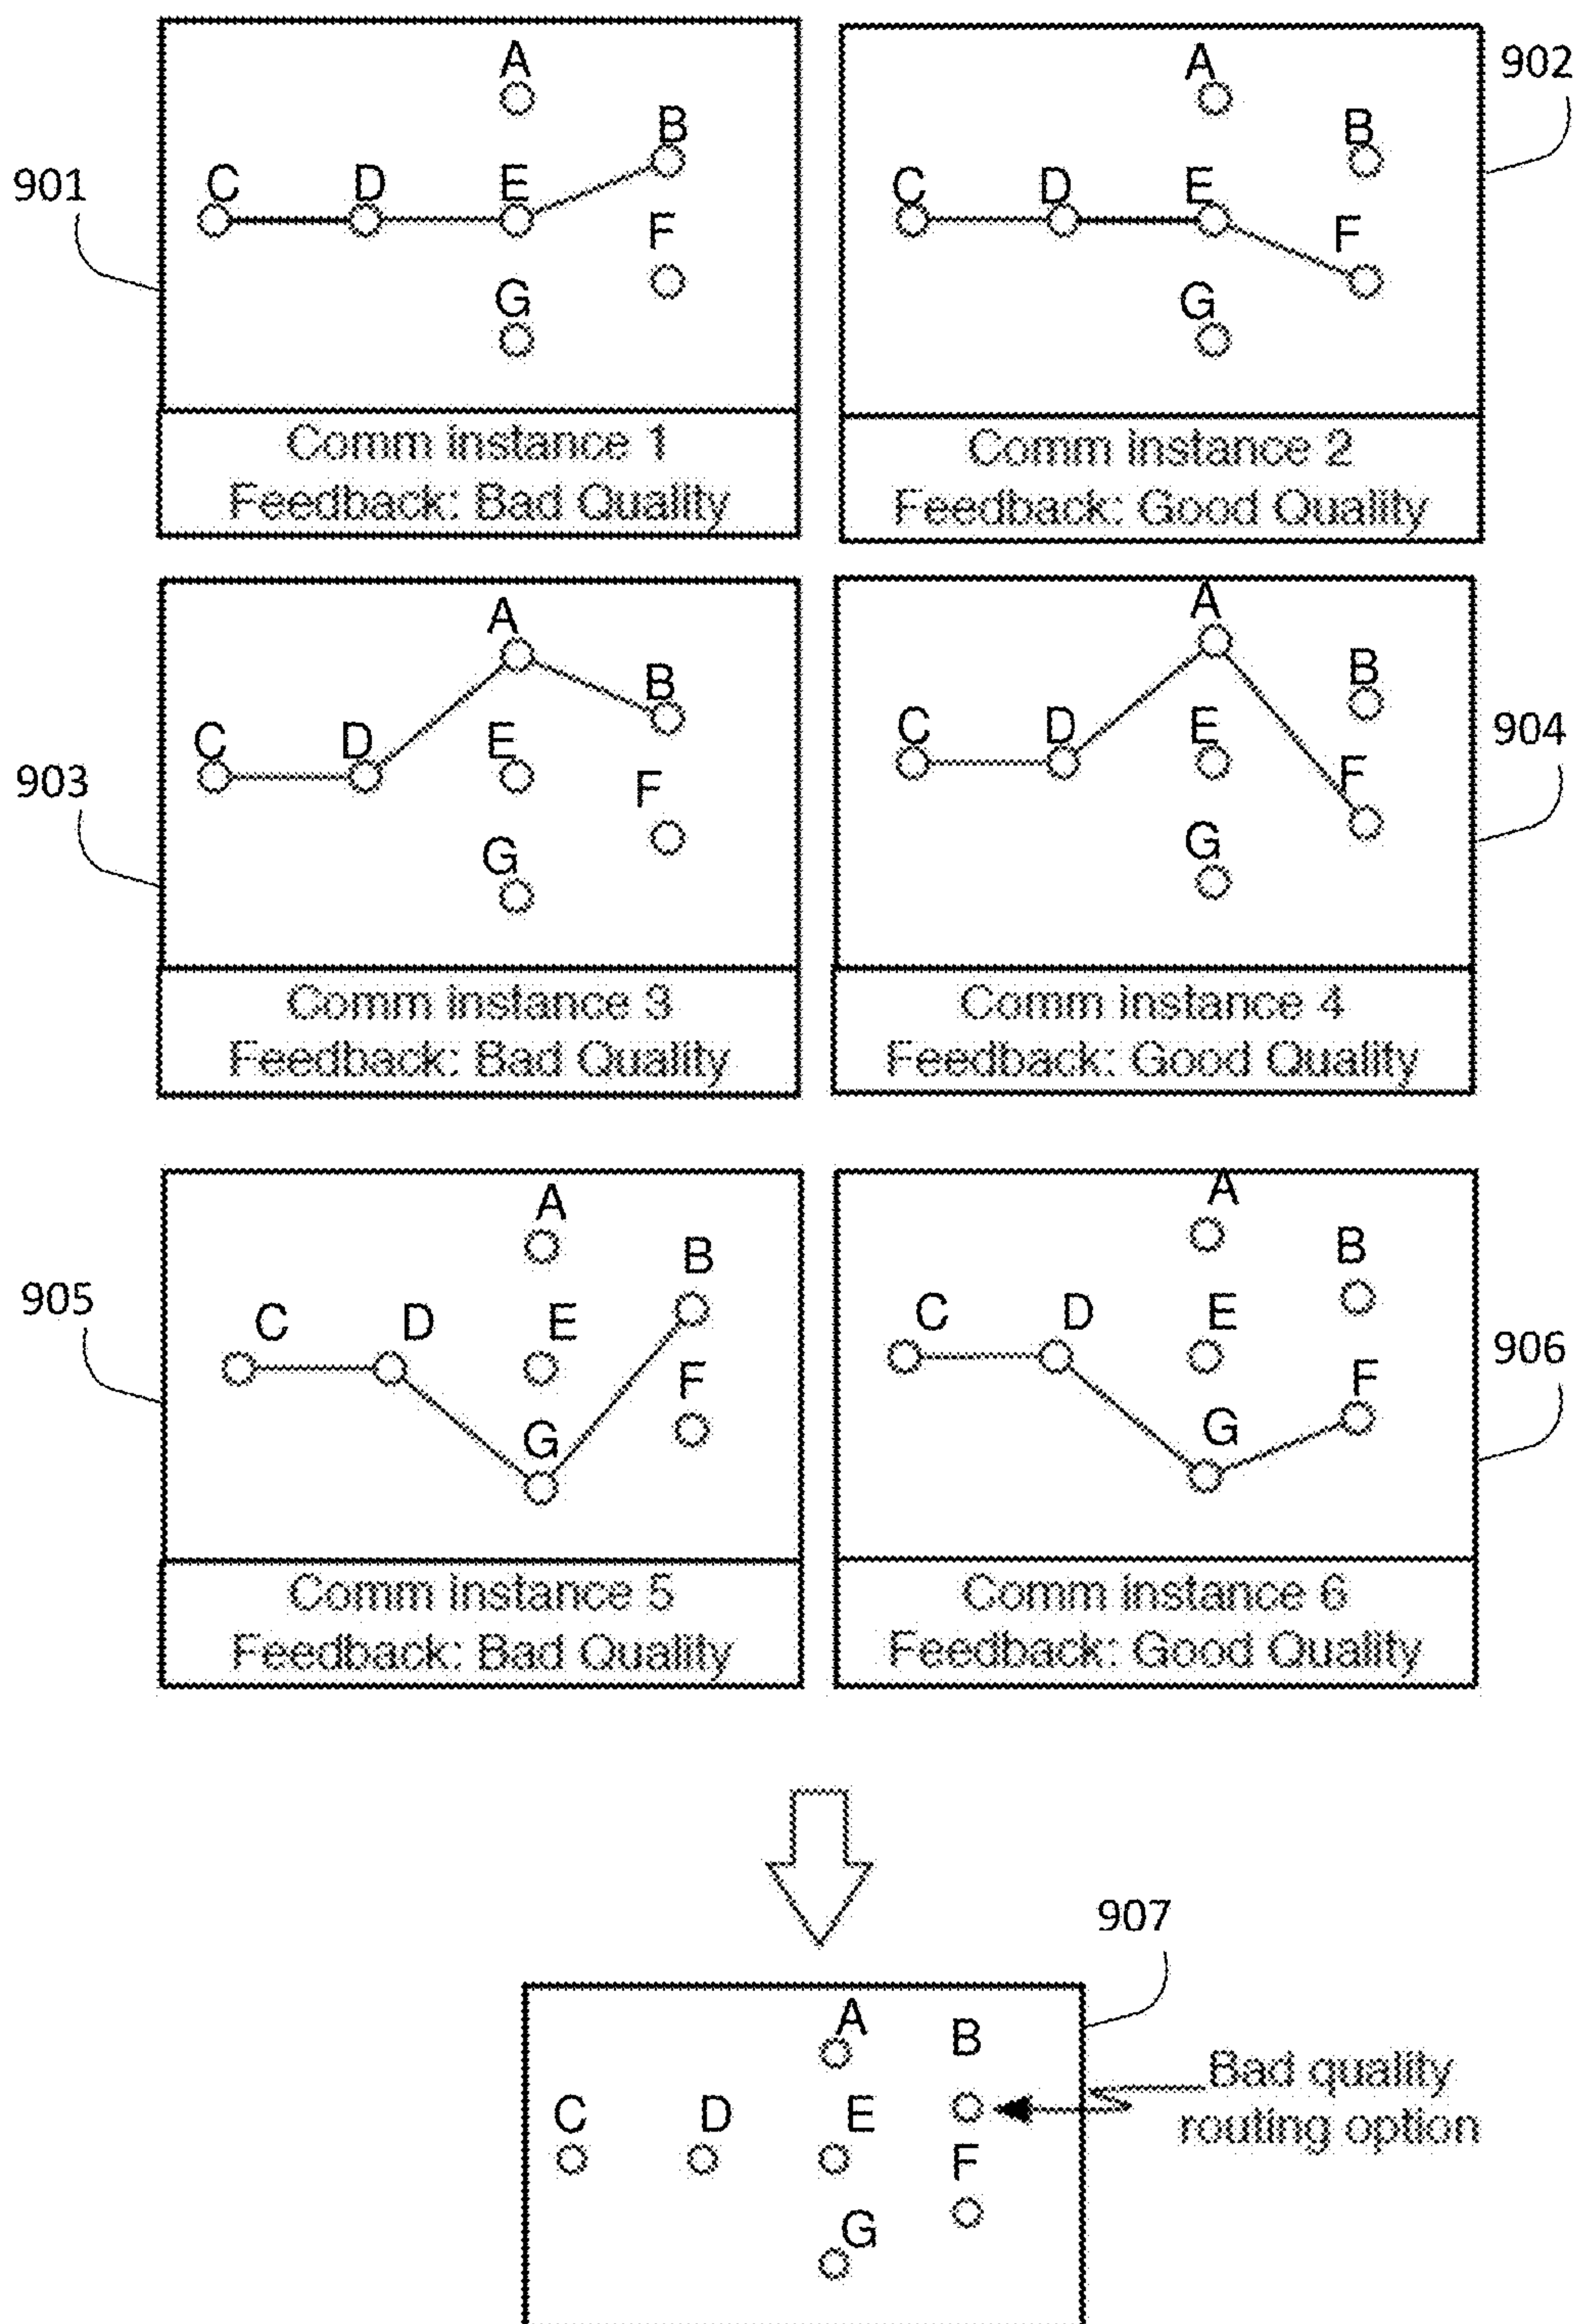 A
B
C
D
E
F
G
901
Comm instance 1
Feedback: Bad Quality
A
B
C
D
E
F
G
902
Comm instance 2
Feedback: Good Quality
A
B
C
D
E
F
G
903
Comm instance 3
Feedback: Bad Quality
A
B
C
D
E
F
G
904
Comm instance 4
Feedback: Good Quality
A
B
C
D
E
F
G
905
Comm instance 5
Feedback: Bad Quality
A
B
C
D
E
F
G
906
Comm instance 6
Feedback: Good Quality
907
A
B
C
D
E
F
G
Bad quality
routing option